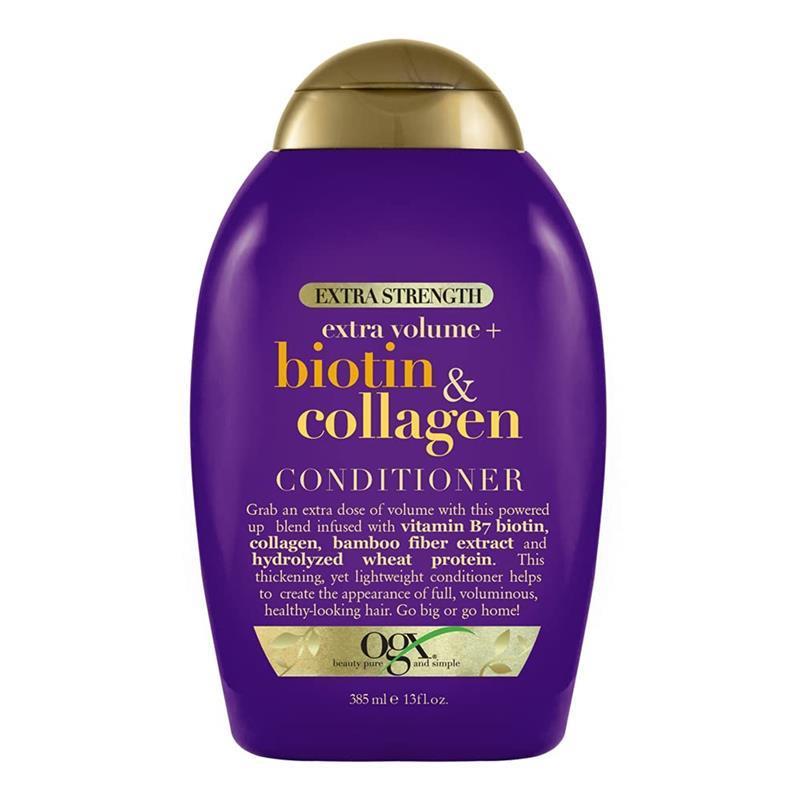 EXTRA STRENGTH
extra volume +
biotin
&
collagen
CONDITIONER
Grab an extra dose of volume with this powered
up blend infused with vitamin B7 biotin,
collagen, bamboo fiber extract and
hydrolyzed wheat protein. This
thickening, yet lightweight conditioner helps
to create the appearance of full, voluminous,
healthy-looking hair. Go big or go home!
ogx®
beauty pure and simple
385 ml ℮ 13fl.oz.